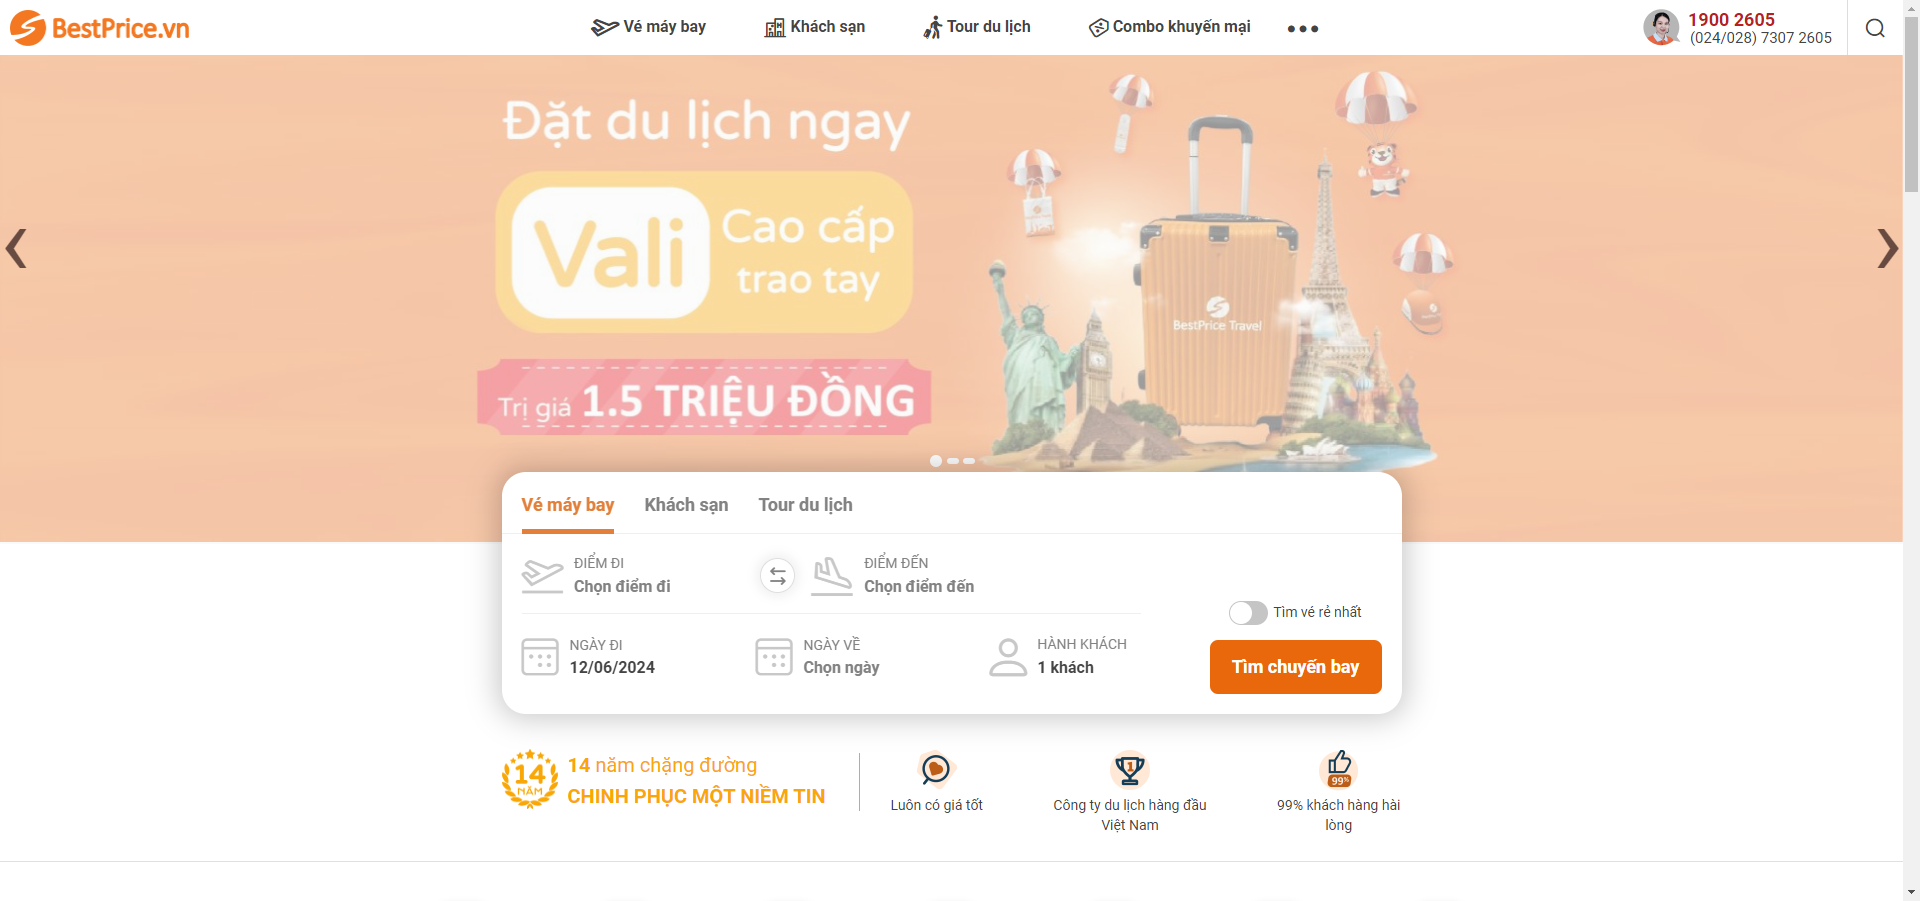 BestPrice.vn
Vé máy bay
Khách sạn
Tour du lịch
Combo khuyến mại
1900 2605
(024/028) 7307 2605
Đặt du lịch ngay
Vali
Cao cấp
trao tay
Trị giá 1.5 TRIỆU ĐỒNG
BestPrice Travel
Vé máy bay
Khách sạn
Tour du lịch
ĐIỂM ĐI
Chọn điểm đi
ĐIỂM ĐẾN
Chọn điểm đến
Tìm vé rẻ nhất
NGÀY ĐI
12/06/2024
NGÀY VỀ
Chọn ngày
HÀNH KHÁCH
1 khách
Tìm chuyến bay
14
NĂM
14 năm chặng đường
CHINH PHỤC MỘT NIỀM TIN
Luôn có giá tốt
1
Công ty du lịch hàng đầu
Việt Nam
99%
99% khách hàng hài
lòng